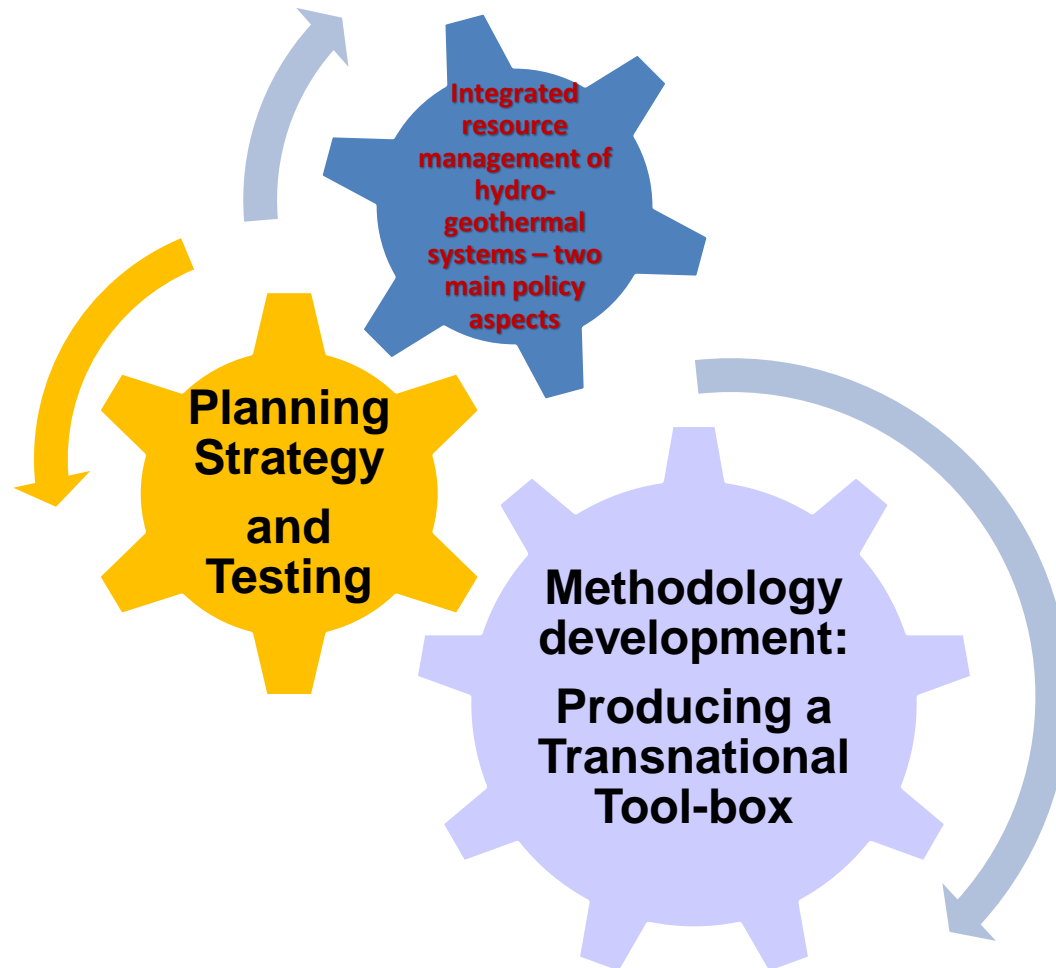 Integrated
resource
management of
hydro-
geothermal
systems – two
main policy
aspects
Planning
Strategy
and
Testing
Methodology
development:
Producing a
Transnational
Tool-box